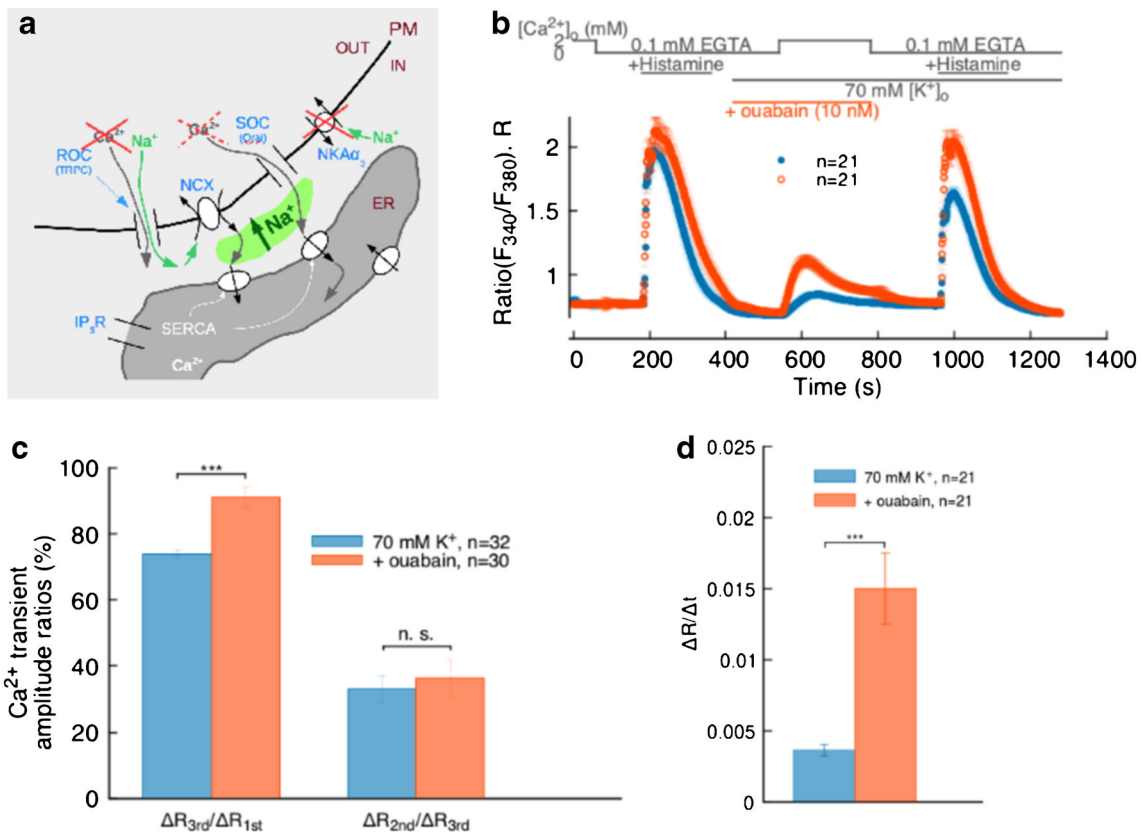 a
PM
OUT
IN
Ca²⁺
Na⁺
Ca²⁺
SOC
(Orai)
Na⁺
ROC
(TRPC)
NKAα₃
NCX
Na⁺
ER
IP₃R
SERCA
Ca²⁺
b
[Ca²⁺]ₒ (mM)
2
0
0.1 mM EGTA
0.1 mM EGTA
+Histamine
+Histamine
70 mM [K⁺]ₒ
+ ouabain (10 nM)
n=21
n=21
2
1.5
1
Ratio(F₃₄₀/F₃₈₀). R
0
200
400
600
800
1000
1200
1400
Time (s)
c
100
80
60
40
20
0
Ca²⁺ transient
amplitude ratios (%)
***
70 mM K⁺, n=32
+ ouabain, n=30
n. s.
ΔR3rd/ΔR1st
ΔR2nd/ΔR3rd
d
0.025
0.02
0.015
0.01
0.005
0
ΔR/Δt
70 mM K⁺, n=21
+ ouabain, n=21
***